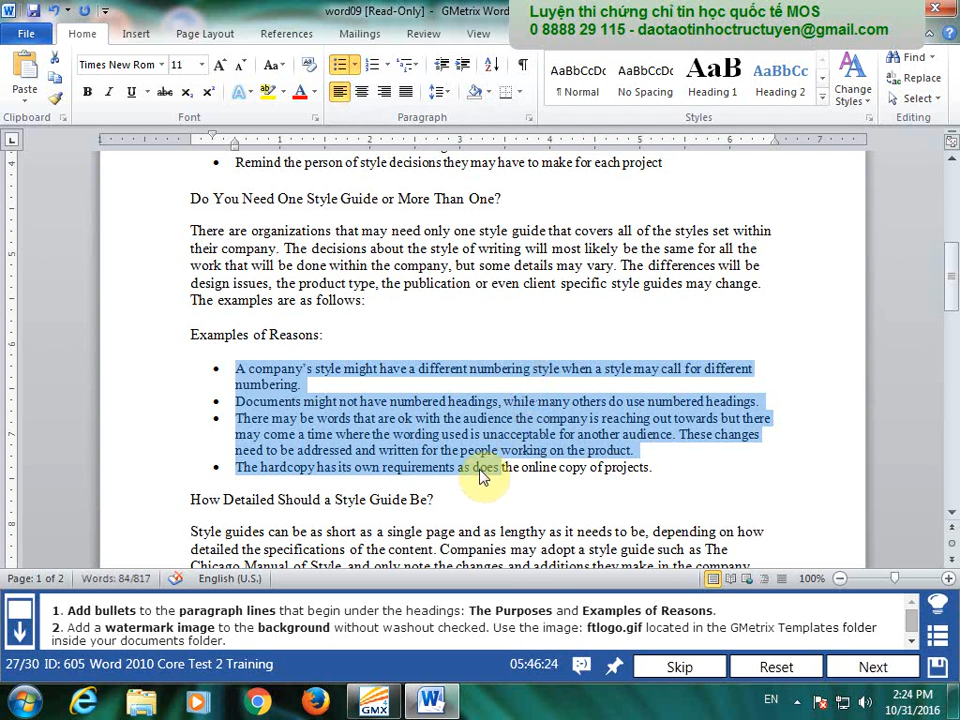 word09 [Read-Only]
GMetrix Word
Luyện thi chứng chỉ tin học quốc tế MOS
0 8888 29 115 - daotaotinhoctructuyen@gmail.com
File Home Insert Page Layout References Mailings Review View
Times New Rom 11
Paste
Clipboard Font Paragraph Styles Editing
AaBbCcDc AaBbCcDc AaB AaBbCc
¶ Normal No Spacing Heading 1 Heading 2
Change
Styles
Find
Replace
Select
1 1 2 3 4 5 6 7
Remind the person of style decisions they may have to make for each project
Do You Need One Style Guide or More Than One?
There are organizations that may need only one style guide that covers all of the styles set within
their company. The decisions about the style of writing will most likely be the same for all the
work that will be done within the company, but some details may vary. The differences will be
design issues, the product type, the publication or even client specific style guides may change.
The examples are as follows:
Examples of Reasons:
• A company's style might have a different numbering style when a style may call for different
numbering.
• Documents might not have numbered headings, while many others do use numbered headings.
• There may be words that are ok with the audience the company is reaching out towards but there
may come a time where the wording used is unacceptable for another audience. These changes
need to be addressed and written for the people working on the product.
• The hardcopy has its own requirements as does the online copy of projects.
How Detailed Should a Style Guide Be?
Style guides can be as short as a single page and as lengthy as it needs to be, depending on how
detailed the specifications of the content. Companies may adopt a style guide such as The
Chicago Manual of Style, and only note the changes and additions they make in the company
Page: 1 of 2 Words: 84/817 English (U.S.) 100%
1. Add bullets to the paragraph lines that begin under the headings: The Purposes and Examples of Reasons.
2. Add a watermark image to the background without washout checked. Use the image: ftlogo.gif located in the GMetrix Templates folder
inside your documents folder.
27/30 ID: 605 Word 2010 Core Test 2 Training 05:46:24 Skip Reset Next
GMX
EN
2:24 PM
10/31/2016